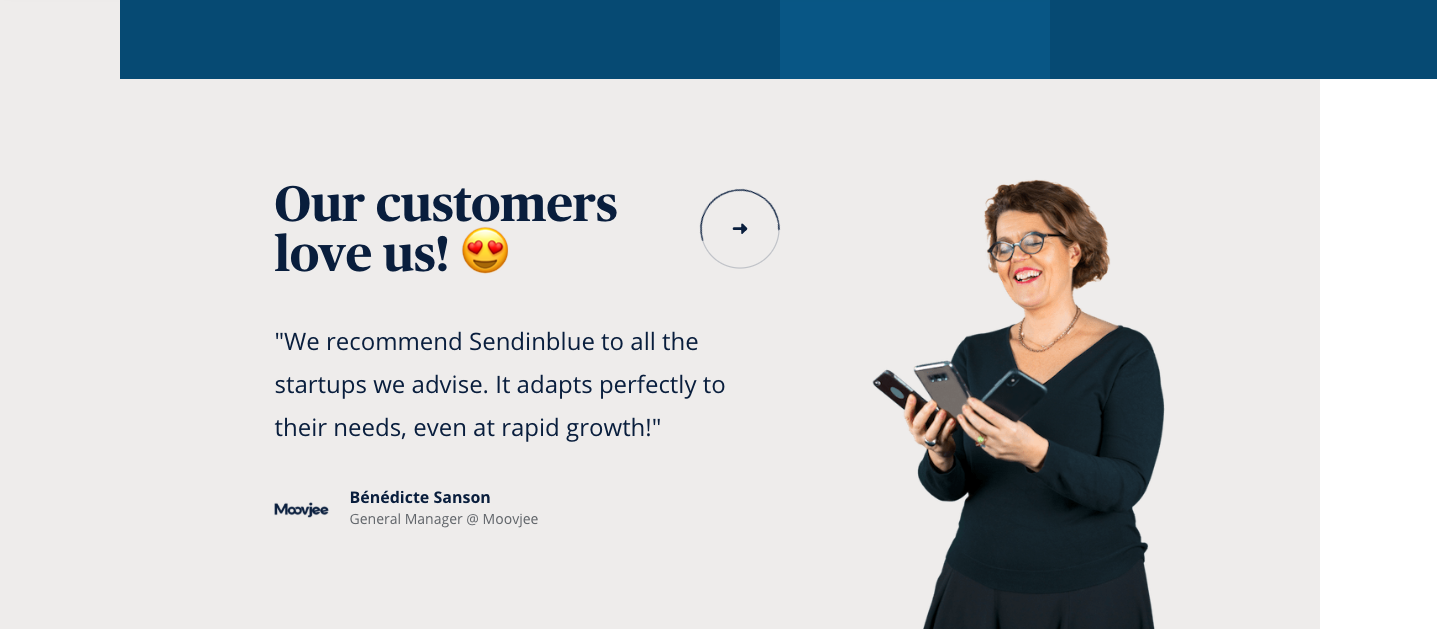 Our customers
love us! 😍
"We recommend Sendinblue to all the
startups we advise. It adapts perfectly to
their needs, even at rapid growth!"
Moovjee
Bénédicte Sanson
General Manager @ Moovjee